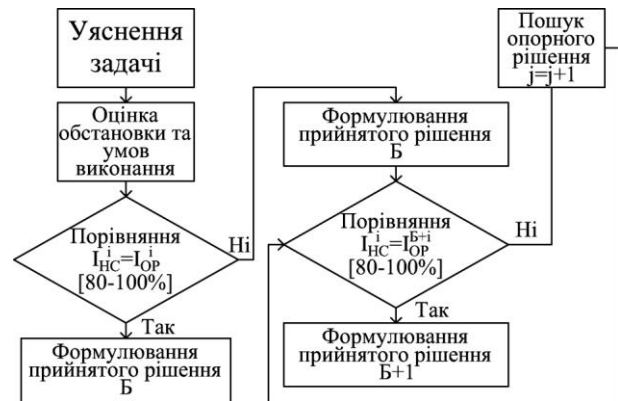 Уяснення
задачі
Оцінка
обстановки та
умов
виконання
Порівняння
I_HC^i=I_OP^i
[80-100%]
Ні
Так
Формулювання
прийнятого рішення
Б
Формулювання
прийнятого рішення
Б
Порівняння
I_HC^i=I_OP^Б+i
[80-100%]
Ні
Так
Формулювання
прийнятого рішення
Б+1
Пошук
опорного
рішення
j=j+1